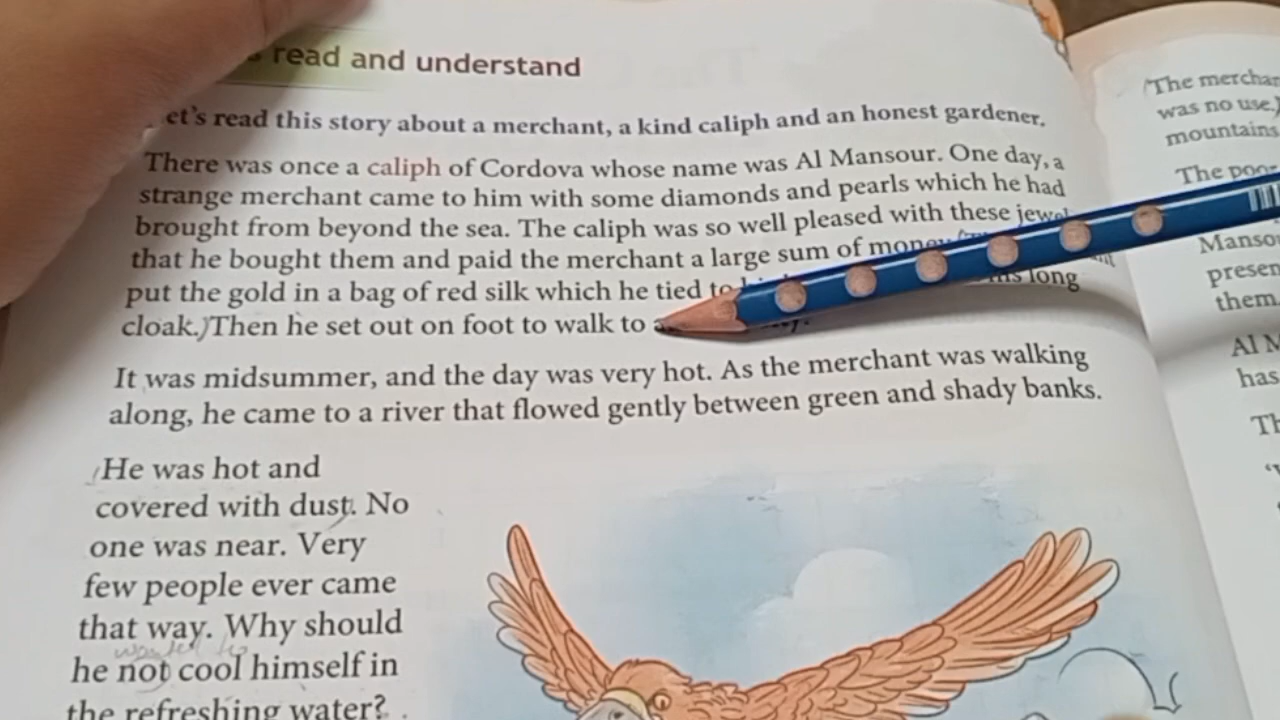 read and understand
et's read this story about a merchant, a kind caliph and an honest gardener.
There was once a caliph of Cordova whose name was Al Mansour. One day, a
strange merchant came to him with some diamonds and pearls which he had
brought from beyond the sea. The caliph was so well pleased with these
that he bought them and paid the merchant a large sum of
put the gold in a bag of red silk which he tied to long
cloak. Then he set out on foot to walk to
It was midsummer, and the day was very hot. As the merchant was walking
along, he came to a river that flowed gently between green and shady banks.
He was hot and
covered with dust. No
one was near. Very
few people ever came
that way. Why should
he not cool himself in
the refreshing water?
was no use.)
mountains
The
them.
has